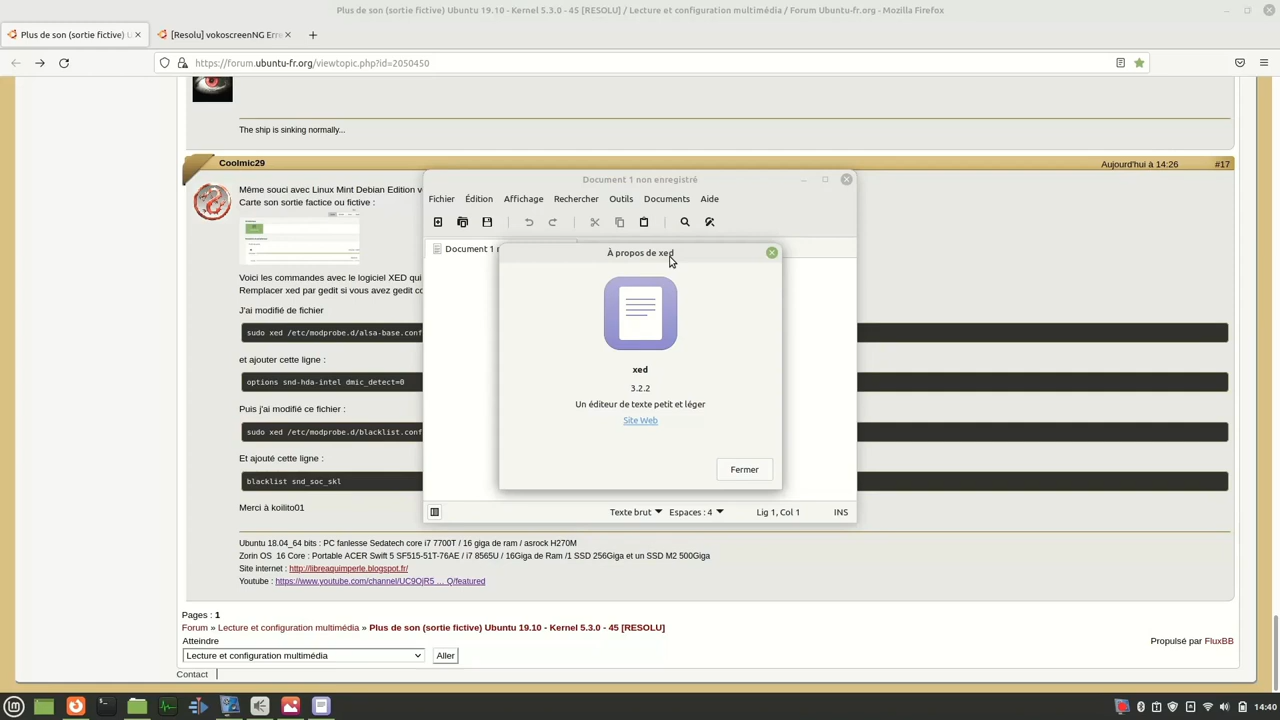 Plus de son (sortie fictive) Ubuntu 19.10 - Kernel 5.3.0 - 45 [RESOLU] / Lecture et configuration multimédia / Forum Ubuntu-fr.org - Mozilla Firefox
Plus de son (sortie fictive) U
[Resolu] vokoscreenNG Erre
https://forum.ubuntu-fr.org/viewtopic.php?id=2050450
The ship is sinking normally...
Coolmic29
Aujourd'hui à 14:26
#17
Même souci avec Linux Mint Debian Edition v
Carte son sortie factice ou fictive :
Voici les commandes avec le logiciel XED qui
Remplacer xed par gedit si vous avez gedit co
J'ai modifié de fichier
sudo xed /etc/modprobe.d/alsa-base.conf
et ajouter cette ligne :
options snd-hda-intel dmic_detect=0
Puis j'ai modifié ce fichier :
sudo xed /etc/modprobe.d/blacklist.conf
Et ajouté cette ligne :
blacklist snd_soc_skl
Merci à koilito01
Document 1 non enregistré
Fichier Édition Affichage Rechercher Outils Documents Aide
Document 1 n
À propos de xed
xed
3.2.2
Un éditeur de texte petit et léger
Site Web
Fermer
Texte brut Espaces : 4 Lig 1, Col 1 INS
Ubuntu 18.04_64 bits : PC fanlesse Sedatech core i7 7700T / 16 giga de ram / asrock H270M
Zorin OS 16 Core : Portable ACER Swift 5 SF515-51T-76AE / i7 8565U / 16Giga de Ram /1 SSD 256Giga et un SSD M2 500Giga
Site internet : http://libreaquimperle.blogspot.fr/
Youtube : https://www.youtube.com/channel/UC9OjR5 … Q/featured
Pages : 1
Forum » Lecture et configuration multimédia » Plus de son (sortie fictive) Ubuntu 19.10 - Kernel 5.3.0 - 45 [RESOLU]
Atteindre
Propulsé par FluxBB
Lecture et configuration multimédia
Aller
Contact
14:40